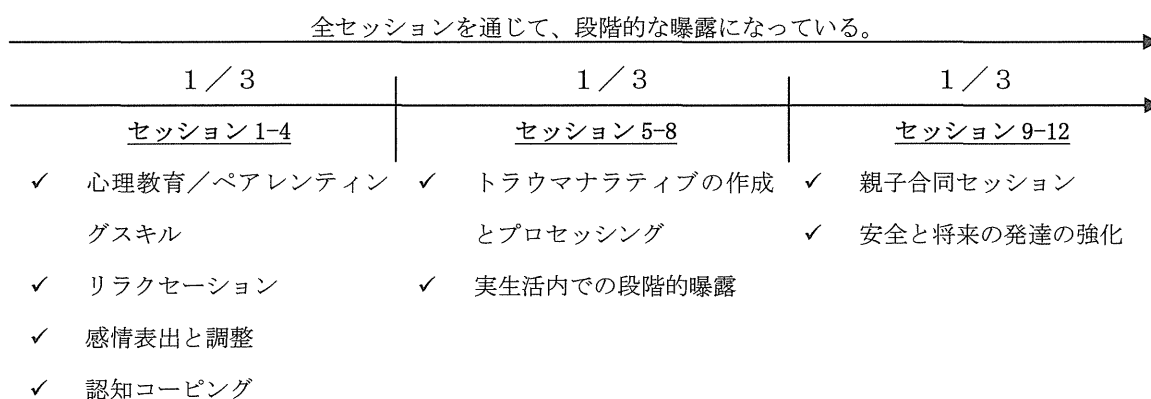 全セッションを通じて、段階的な曝露になっている。
1／3
1／3
1／3
セッション 1-4
セッション 5-8
セッション 9-12
✓ 心理教育／ペアレンティン
グスキル
✓ リラクセーション
✓ 感情表出と調整
✓ 認知コーピング
✓ トラウマナラティブの作成
とプロセッシング
✓ 実生活内での段階的曝露
✓ 親子合同セッション
✓ 安全と将来の発達の強化